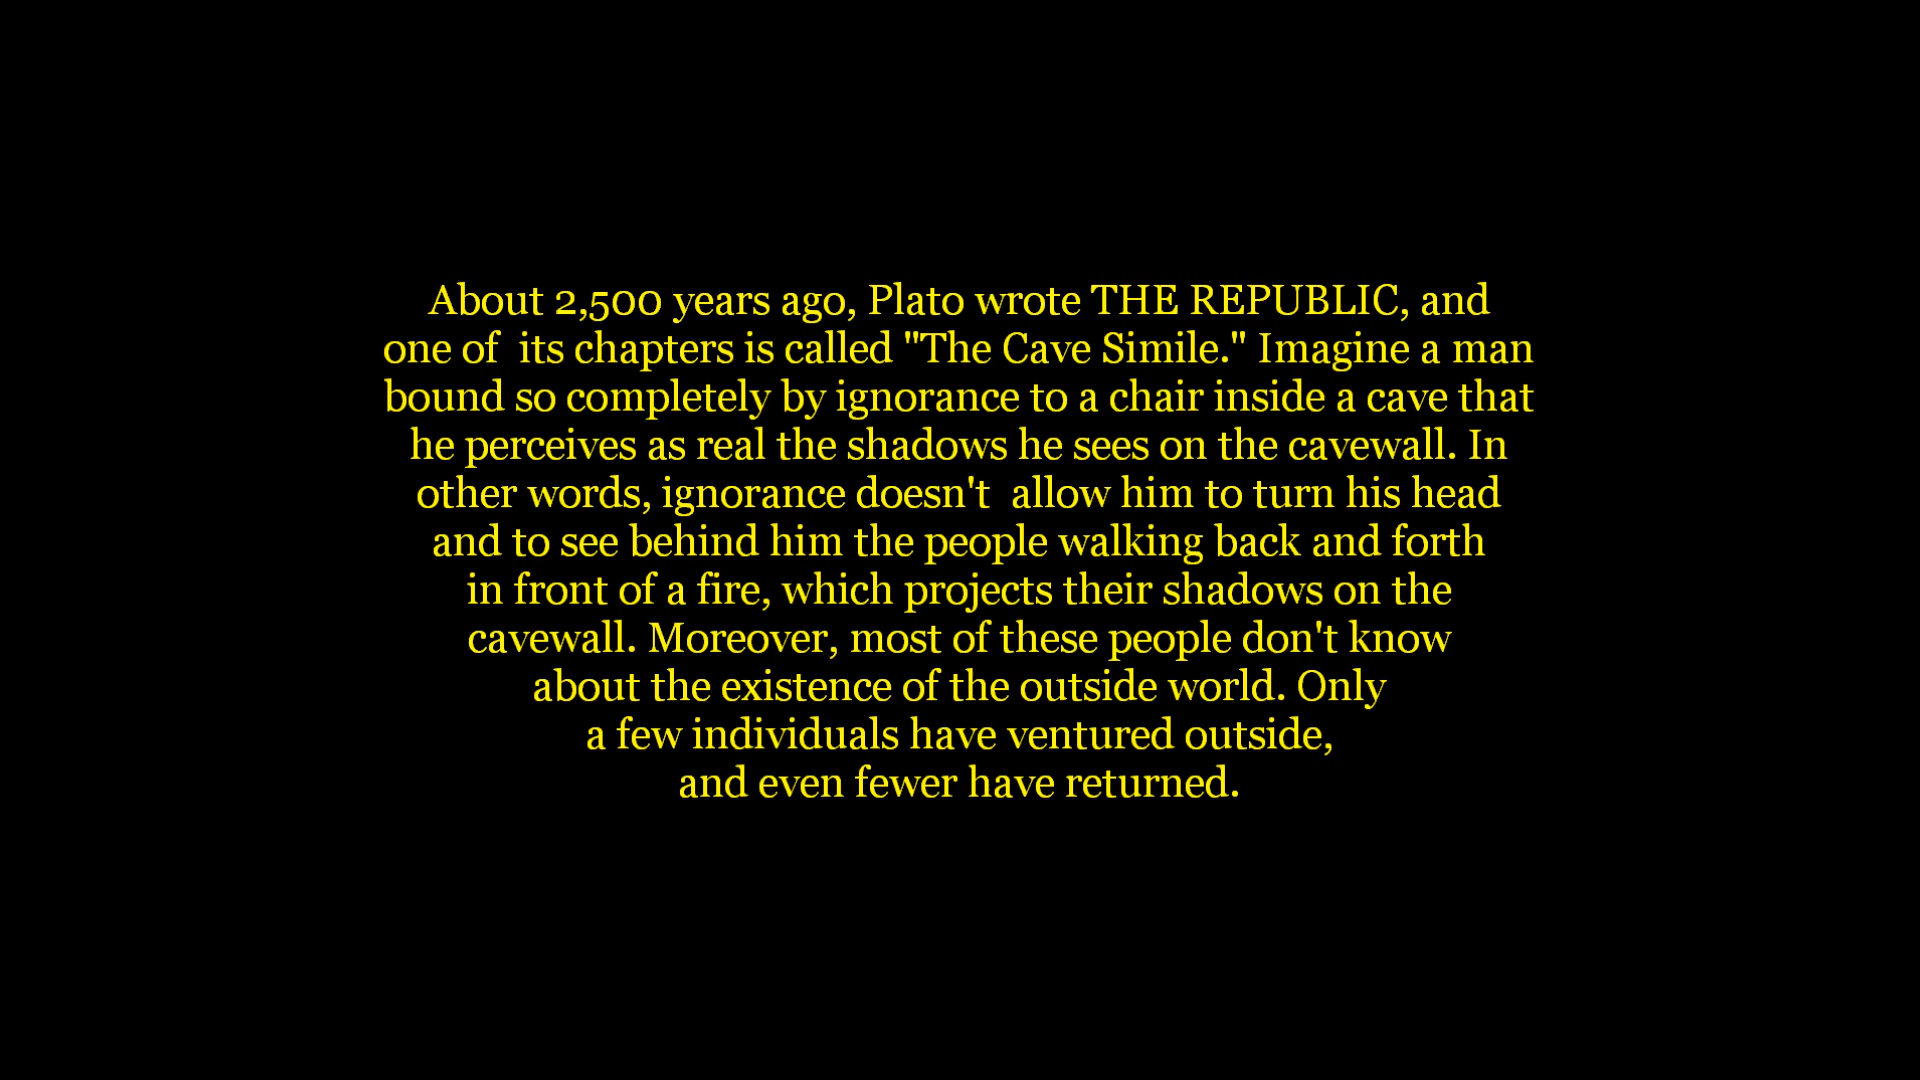 About 2,500 years ago, Plato wrote THE REPUBLIC, and
one of  its chapters is called "The Cave Simile." Imagine a man
bound so completely by ignorance to a chair inside a cave that
he perceives as real the shadows he sees on the cavewall. In
other words, ignorance doesn't  allow him to turn his head
and to see behind him the people walking back and forth
in front of a fire, which projects their shadows on the
cavewall. Moreover, most of these people don't know
about the existence of the outside world. Only
a few individuals have ventured outside,
and even fewer have returned.